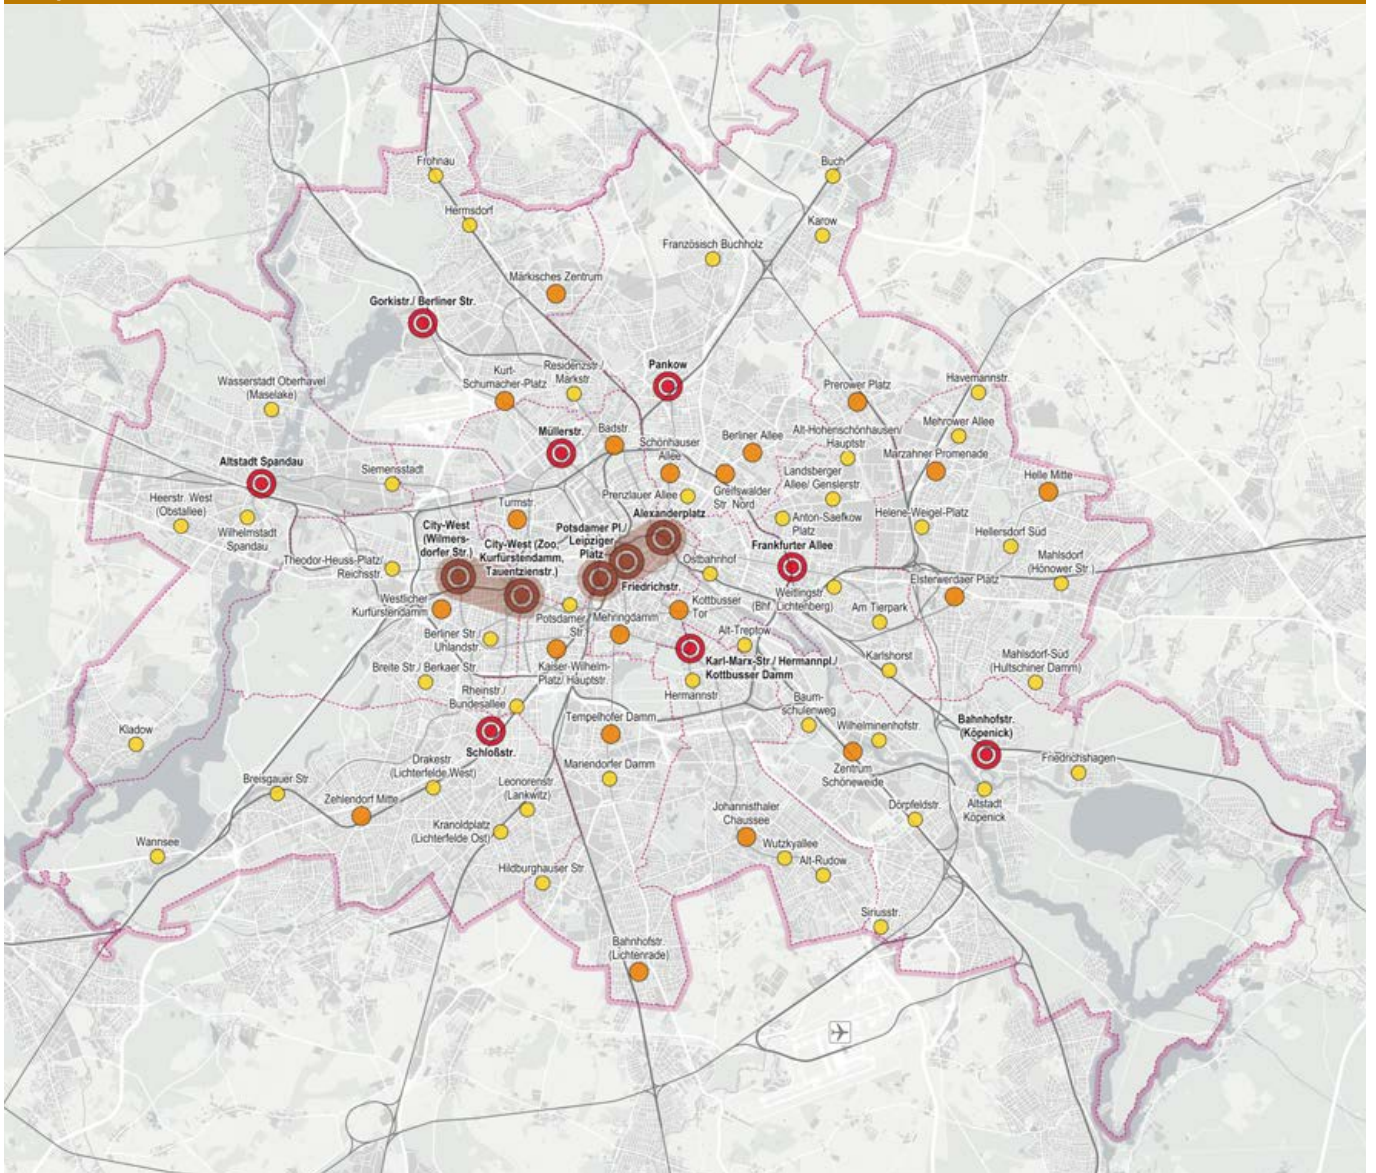 Frohnau
Buch
Hermsdorf
Karow
Französisch Buchholz
Märkisches Zentrum
Gorkistr./ Berliner Str.
Pankow
Residenzstr./
Markstr.
Kurt-
Schumacher-Platz
Wasserstadt Oberhavel
(Maselake)
Prerower Platz
Havemannstr.
Müllerstr.
Badstr.
Schönhauser
Allee
Berliner Allee
Alt-Hohenschönhausen/
Hauptstr.
Mehrower Allee
Marzahner Promenade
Altstadt Spandau
Siemensstadt
Landsberger
Allee/ Genslerstr.
Helle Mitte
Heerstr. West
(Obstallee)
Wilhelmstadt
Spandau
Turmstr.
Prenzlauer Allee
Greifswalder
Str. Nord
Anton-Saefkow
Platz
Helene-Weigel-Platz
Alexanderplatz
Potsdamer Pl./
Leipziger
Platz
City-West
(Wilmers-
dorfer Str.)
City-West (Zoo,
Kurfürstendamm,
Tauentzienstr.)
Hellersdorf Süd
Frankfurter Allee
Mahlsdorf
(Hönower Str.)
Theodor-Heuss-Platz/
Reichsstr.
Ostbahnhof
Friedrichstr.
Weitlingstr.
(Bhf. Lichtenberg)
Elsterwerdaer Platz
Westlicher
Kurfürstendamm
Potsdamer
Str.
Mehringdamm
Kottbusser
Tor
Am Tierpark
Berliner Str./
Uhlandstr.
Alt-Treptow
Breite Str./ Berkaer Str.
Kaiser-Wilhelm-
Platz/ Hauptstr.
Karl-Marx-Str./ Hermannpl./
Kottbusser Damm
Karlshorst
Mahlsdorf-Süd
(Hultschiner Damm)
Rheinstr./
Bundesallee
Hermannstr.
Baum-
schulenweg
Tempelhofer Damm
Wilhelminenhofstr.
Bahnhofstr.
(Köpenick)
Kladow
Schloßstr.
Drakestr.
(Lichterfelde West)
Mariendorfer Damm
Zentrum
Schöneweide
Friedrichshagen
Breisgauer Str.
Leonorenstr.
(Lankwitz)
Zehlendorf Mitte
Johannisthaler
Chaussee
Dörpfeldstr.
Altstadt
Köpenick
Kranoldplatz
(Lichterfelde Ost)
Wannsee
Wutzkyallee
Alt-Rudow
Hildburghauser Str.
Siriusstr.
Bahnhofstr.
(Lichtenrade)